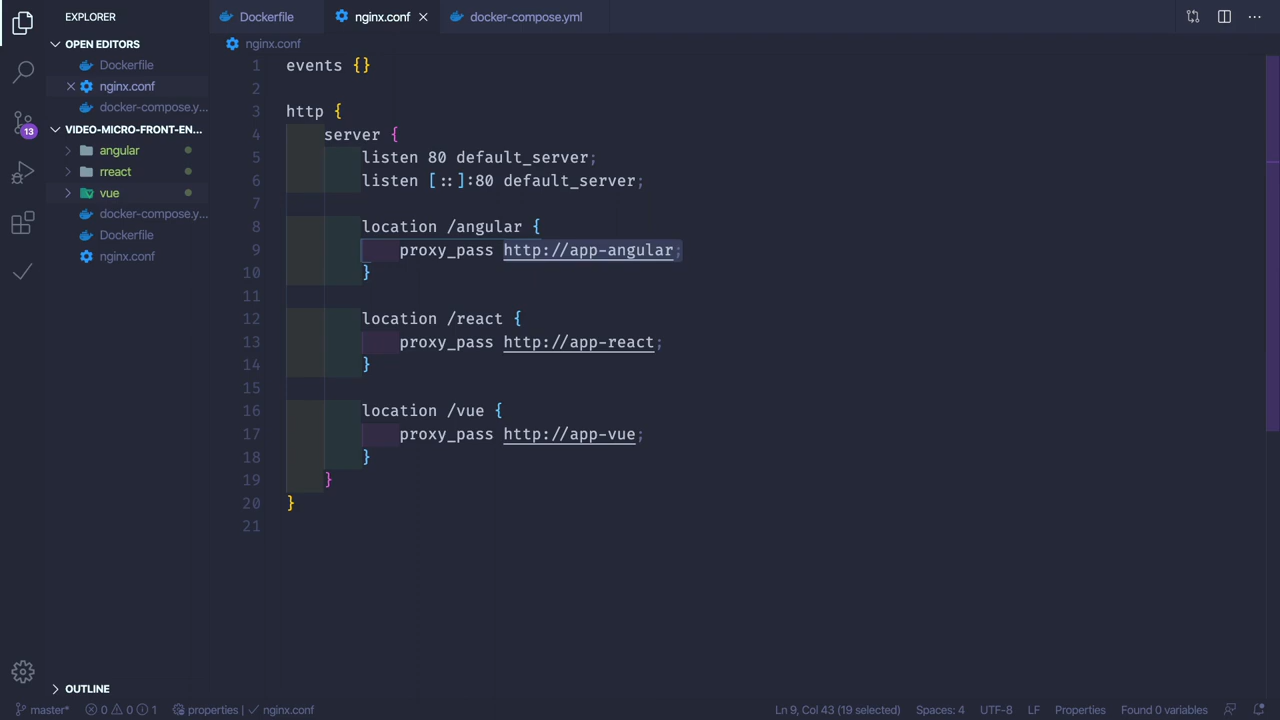 EXPLORER
Dockerfile
nginx.conf
docker-compose.yml
OPEN EDITORS
Dockerfile
nginx.conf
docker-compose.y...
VIDEO-MICRO-FRONT-EN...
angular
rreact
vue
docker-compose.y...
Dockerfile
nginx.conf
13
OUTLINE
nginx.conf
1 events {}
2
3 http {
4 server {
5 listen 80 default_server;
6 listen [::]:80 default_server;
7
8 location /angular {
9 proxy_pass http://app-angular;
10 }
11
12 location /react {
13 proxy_pass http://app-react;
14 }
15
16 location /vue {
17 proxy_pass http://app-vue;
18 }
19 }
20 }
21
master* 0 0 1 properties | nginx.conf Ln 9, Col 43 (19 selected) Spaces: 4 UTF-8 LF Properties Found 0 variables